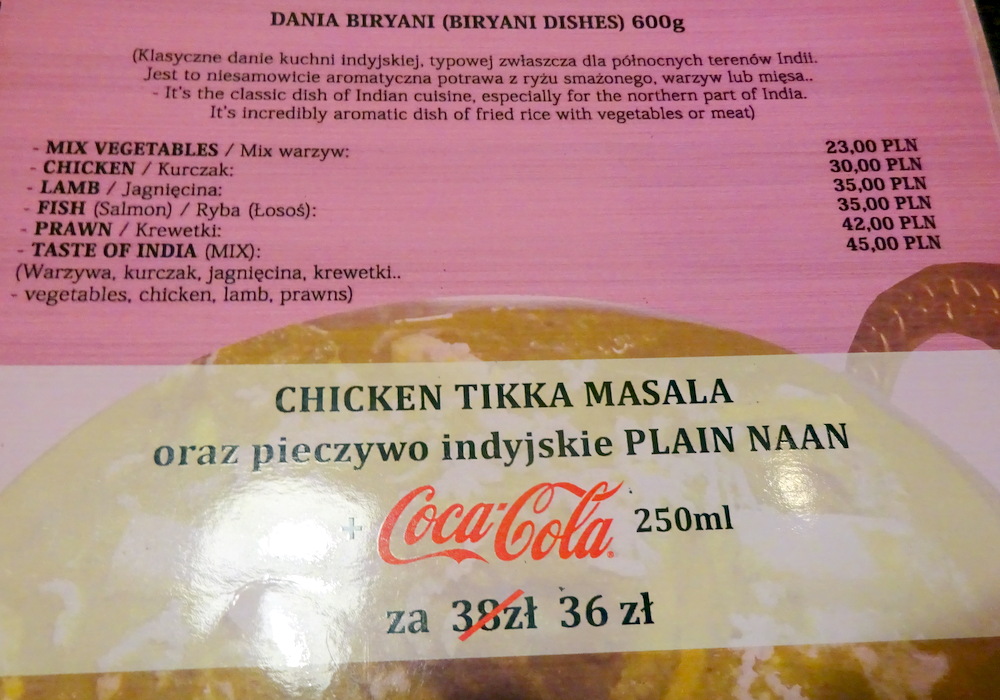 DANIA BIRYANI (BIRYANI DISHES) 600g
(Klasyczne danie kuchni indyjskiej, typowej zwłaszcza dla północnych terenów Indii.
Jest to niesamowicie aromatyczna potrawa z ryżu smażonego, warzyw lub mięsa..
- It's the classic dish of Indian cuisine, especially for the northern part of India.
It's incredibly aromatic dish of fried rice with vegetables or meat)
- MIX VEGETABLES / Mix warzyw: 23,00 PLN
- CHICKEN / Kurczak: 30,00 PLN
- LAMB / Jagnięcina: 35,00 PLN
- FISH (Salmon) / Ryba (Łosoś): 35,00 PLN
- PRAWN / Krewetki: 42,00 PLN
- TASTE OF INDIA (MIX): 45,00 PLN
(Warzywa, kurczak, jagnięcina, krewetki..
- vegetables, chicken, lamb, prawns)
CHICKEN TIKKA MASALA
oraz pieczywo indyjskie PLAIN NAAN
+ Coca-Cola 250ml
za 38zł 36 zł